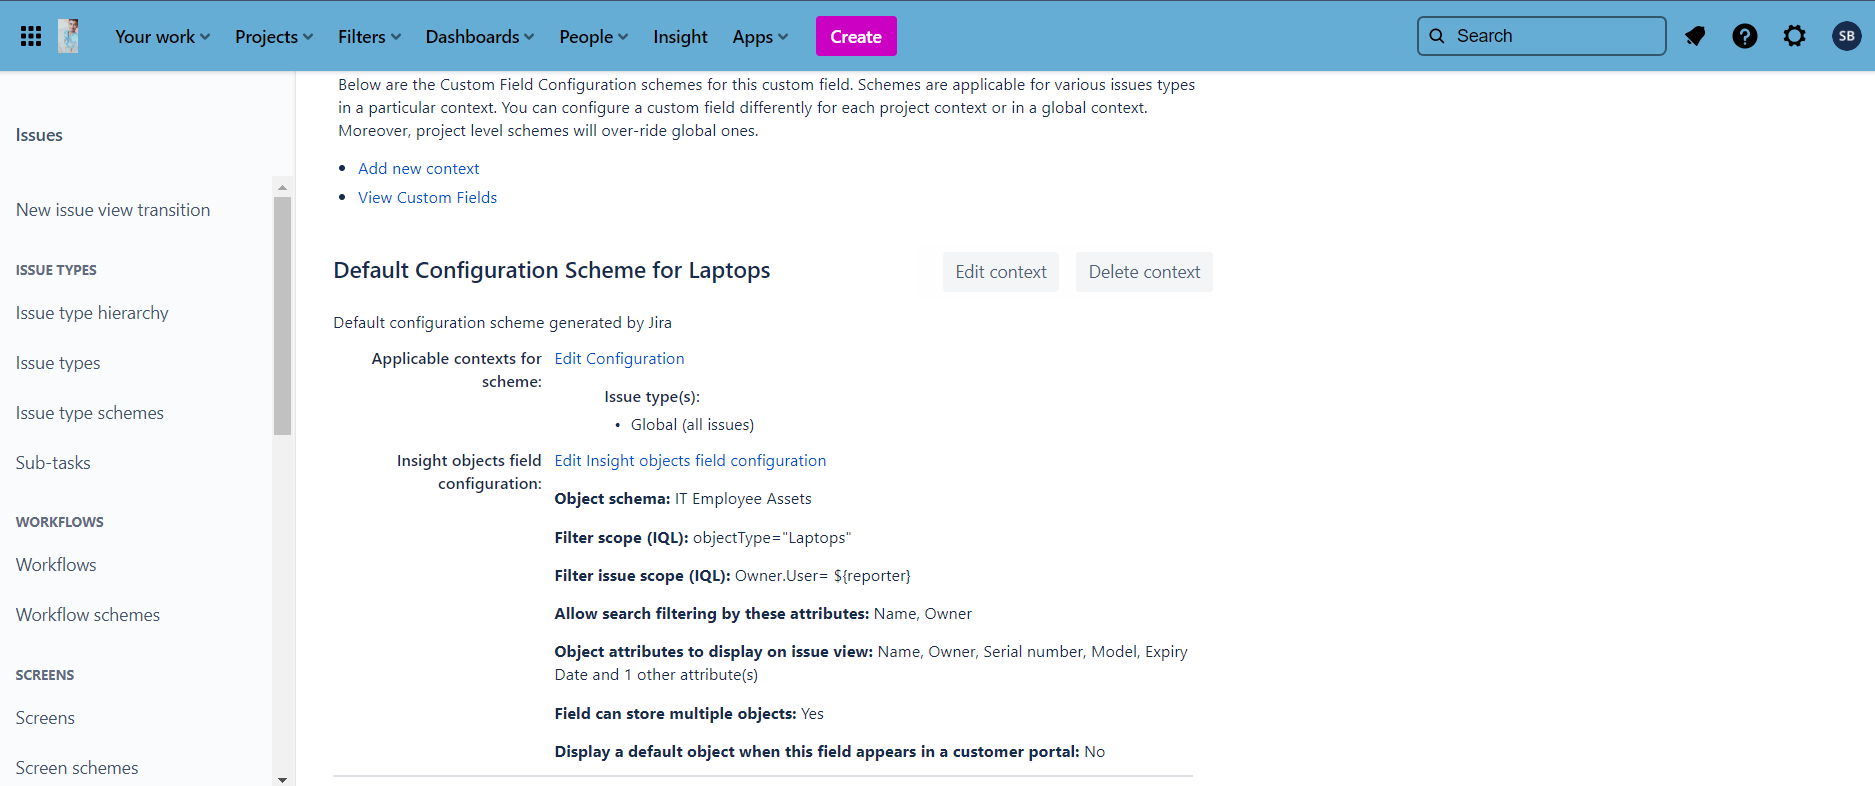 Your work Projects Filters Dashboards People Insight Apps Create Search SB
Below are the Custom Field Configuration schemes for this custom field. Schemes are applicable for various issues types
in a particular context. You can configure a custom field differently for each project context or in a global context.
Moreover, project level schemes will over-ride global ones.
Issues
Add new context
View Custom Fields
New issue view transition
ISSUE TYPES
Issue type hierarchy
Issue types
Issue type schemes
Sub-tasks
WORKFLOWS
Workflows
Workflow schemes
SCREENS
Screens
Screen schemes
Default Configuration Scheme for Laptops Edit context Delete context
Default configuration scheme generated by Jira
Applicable contexts for Edit Configuration
scheme:
Issue type(s):
• Global (all issues)
Insight objects field Edit Insight objects field configuration
configuration:
Object schema: IT Employee Assets
Filter scope (IQL): objectType="Laptops"
Filter issue scope (IQL): Owner.User= ${reporter}
Allow search filtering by these attributes: Name, Owner
Object attributes to display on issue view: Name, Owner, Serial number, Model, Expiry
Date and 1 other attribute(s)
Field can store multiple objects: Yes
Display a default object when this field appears in a customer portal: No